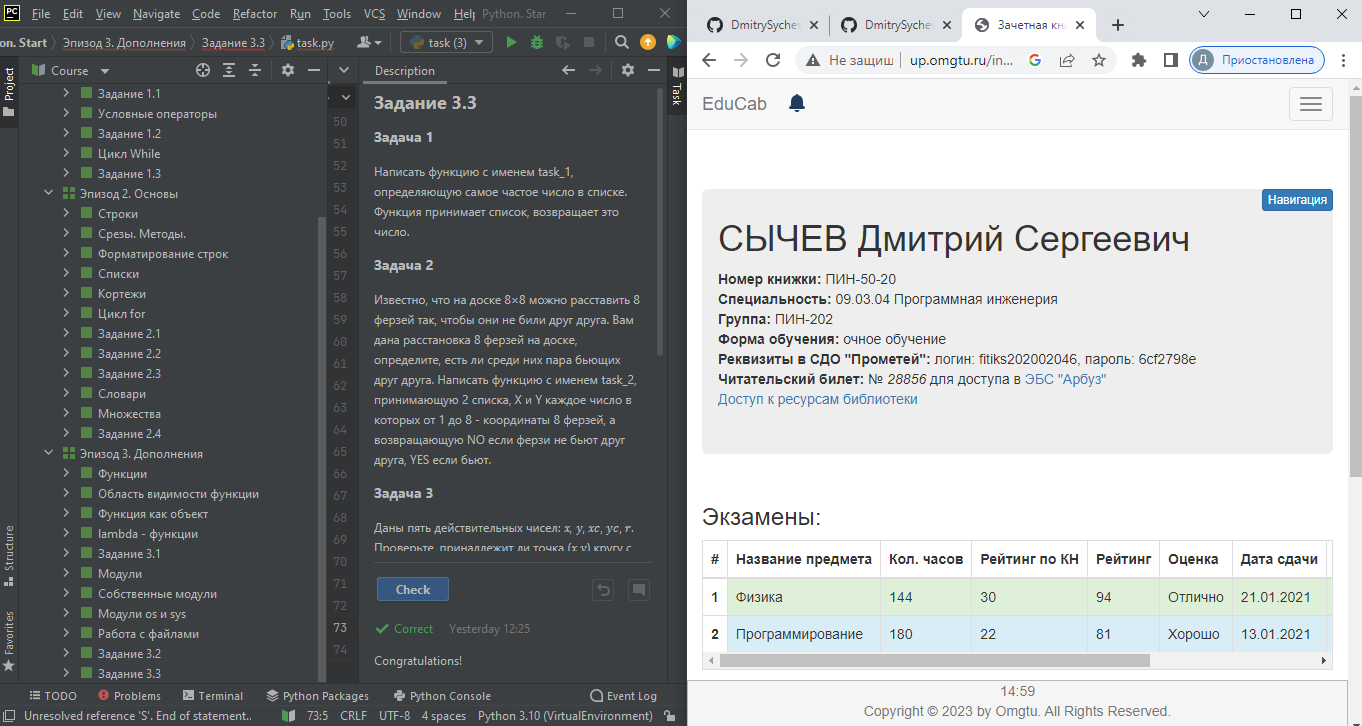 File Edit View Navigate Code Refactor Run Tools VCS Window Help Python. Star
on. Start Эпизод 3. Дополнения Задание 3.3 task.py task (3)
Project
Course
Задание 1.1
Условные операторы
Задание 1.2
Цикл While
Задание 1.3
Эпизод 2. Основы
Строки
Срезы. Методы.
Форматирование строк
Списки
Кортежи
Цикл for
Задание 2.1
Задание 2.2
Задание 2.3
Словари
Множества
Задание 2.4
Эпизод 3. Дополнения
Функции
Область видимости функции
Функция как объект
lambda - функции
Задание 3.1
Модули
Собственные модули
Модули os и sys
Работа с файлами
Задание 3.2
Задание 3.3
Structure
Favorites
50
51
52
53
54
55
56
57
58
59
60
61
62
63
64
65
66
67
68
69
70
71
72
73
74
Description
Task
Задание 3.3
Задача 1
Написать функцию с именем task_1,
определяющую самое частое число в списке.
Функция принимает список, возвращает это
число.
Задача 2
Известно, что на доске 8×8 можно расставить 8
ферзей так, чтобы они не били друг друга. Вам
дана расстановка 8 ферзей на доске,
определите, есть ли среди них пара бьющих
друг друга. Написать функцию с именем task_2,
принимающую 2 списка, X и Y каждое число в
которых от 1 до 8 - координаты 8 ферзей, а
возвращающую NO если ферзи не бьют друг
друга, YES если бьют.
Задача 3
Даны пять действительных чисел: x, y, xc, yc, r.
Проверьте, принадлежит ли точка (x,y) кругу с
Check
Correct Yesterday 12:25
Congratulations!
TODO Problems Terminal Python Packages Python Console Event Log
Unresolved reference 'S'. End of statement.. 73:5 CRLF UTF-8 4 spaces Python 3.10 (VirtualEnvironment)
DmitrySyche DmitrySyche Зачетная кн
Не защищ up.omgtu.ru/in... Д Приостановлена
EduCab
Навигация
СЫЧЕВ Дмитрий Сергеевич
Номер книжки: ПИН-50-20
Специальность: 09.03.04 Программная инженерия
Группа: ПИН-202
Форма обучения: очное обучение
Реквизиты в СДО "Прометей": логин: fitiks202002046, пароль: 6cf2798e
Читательский билет: № 28856 для доступа в ЭБС "Арбуз"
Доступ к ресурсам библиотеки
Экзамены:
# Название предмета Кол. часов Рейтинг по КН Рейтинг Оценка Дата сдачи
1 Физика 144 30 94 Отлично 21.01.2021
2 Программирование 180 22 81 Хорошо 13.01.2021
14:59
Copyright © 2023 by Omgtu. All Rights Reserved.